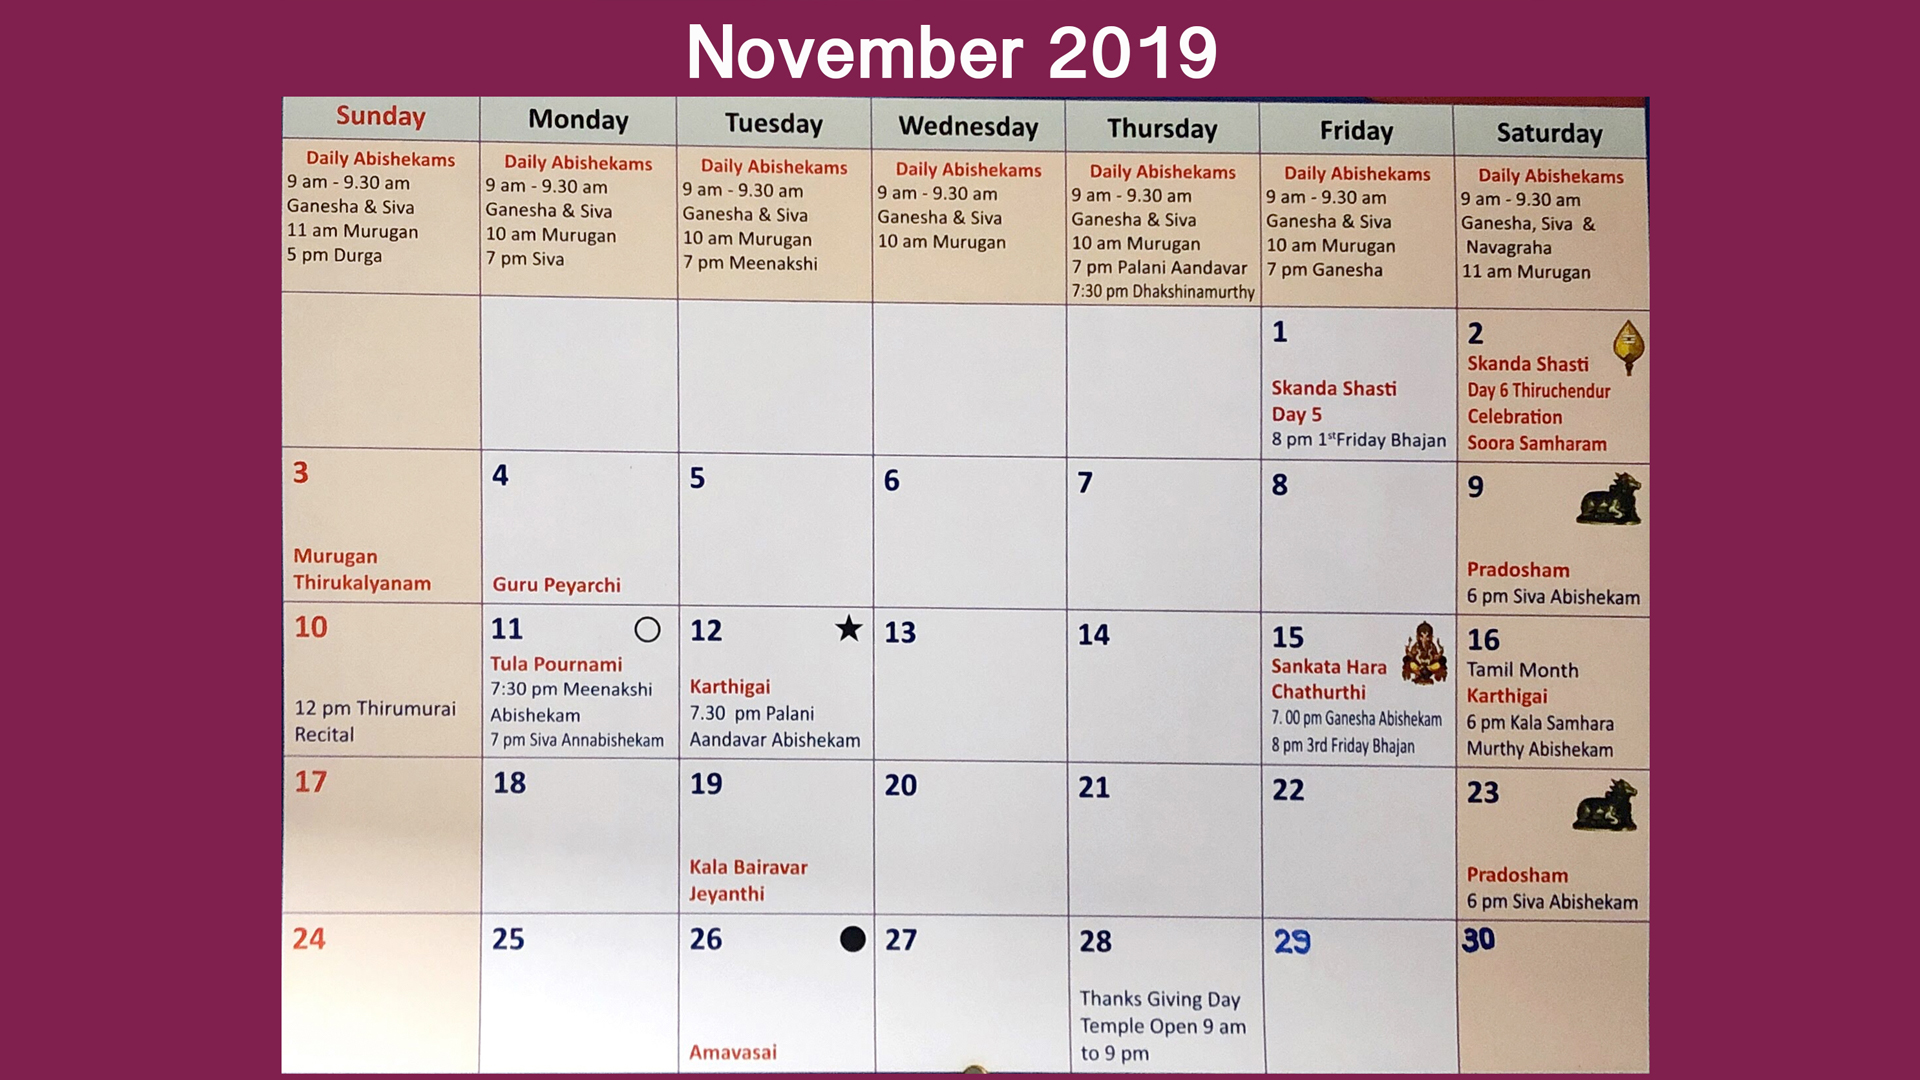 November 2019
Sunday
Monday
Tuesday
Wednesday
Thursday
Friday
Saturday
Daily Abishekams
9 am - 9.30 am
Ganesha & Siva
11 am Murugan
5 pm Durga
Daily Abishekams
9 am - 9.30 am
Ganesha & Siva
10 am Murugan
7 pm Siva
Daily Abishekams
9 am - 9.30 am
Ganesha & Siva
10 am Murugan
7 pm Meenakshi
Daily Abishekams
9 am - 9.30 am
Ganesha & Siva
10 am Murugan
Daily Abishekams
9 am - 9.30 am
Ganesha & Siva
10 am Murugan
7 pm Palani Aandavar
7:30 pm Dhakshinamurthy
Daily Abishekams
9 am - 9.30 am
Ganesha & Siva
10 am Murugan
7 pm Ganesha
Daily Abishekams
9 am - 9.30 am
Ganesha, Siva &
Navagraha
11 am Murugan
1
Skanda Shasti
Day 5
8 pm 1stFriday Bhajan
2
Skanda Shasti
Day 6 Thiruchendur
Celebration
Soora Samharam
3
Murugan
Thirukalyanam
4
Guru Peyarchi
5
6
7
8
9
Pradosham
6 pm Siva Abishekam
10
12 pm Thirumurai
Recital
11
Tula Pournami
7:30 pm Meenakshi
Abishekam
7 pm Siva Annabishekam
12
Karthigai
7.30 pm Palani
Aandavar Abishekam
13
14
15
Sankata Hara
Chathurthi
7. 00 pm Ganesha Abishekam
8 pm 3rd Friday Bhajan
16
Tamil Month
Karthigai
6 pm Kala Samhara
Murthy Abishekam
17
18
19
Kala Bairavar
Jeyanthi
20
21
22
23
Pradosham
6 pm Siva Abishekam
24
25
26
Amavasai
27
28
Thanks Giving Day
Temple Open 9 am
to 9 pm
29
30